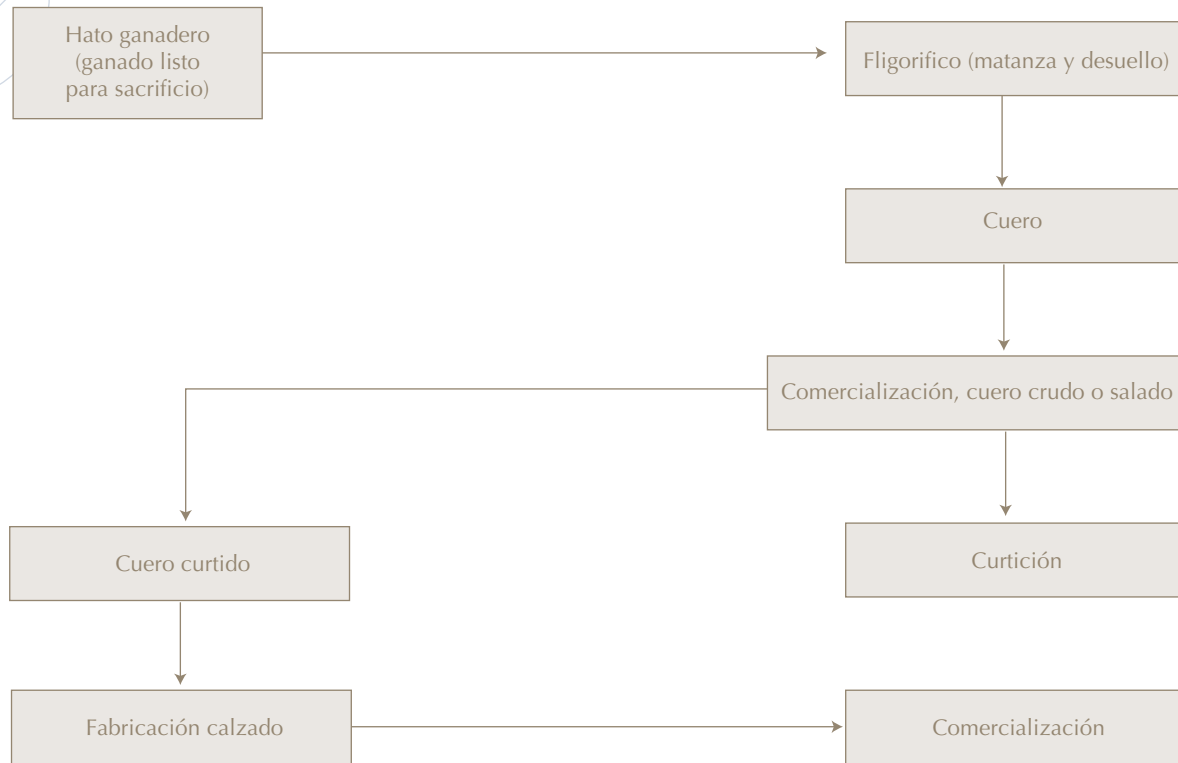 Hato ganadero
(ganado listo
para sacrificio)
Fligorifico (matanza y desuello)
Cuero
Comercialización, cuero crudo o salado
Cuero curtido
Curtición
Fabricación calzado
Comercialización